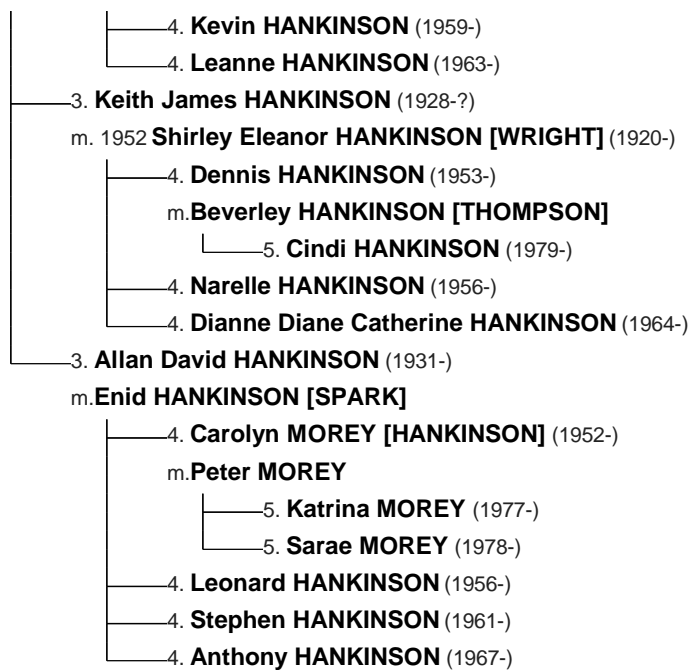 4. Kevin HANKINSON (1959-)
4. Leanne HANKINSON (1963-)
3. Keith James HANKINSON (1928-?)
m. 1952 Shirley Eleanor HANKINSON [WRIGHT] (1920-)
4. Dennis HANKINSON (1953-)
m.Beverley HANKINSON [THOMPSON]
5. Cindi HANKINSON (1979-)
4. Narelle HANKINSON (1956-)
4. Dianne Diane Catherine HANKINSON (1964-)
3. Allan David HANKINSON (1931-)
m.Enid HANKINSON [SPARK]
4. Carolyn MOREY [HANKINSON] (1952-)
m.Peter MOREY
5. Katrina MOREY (1977-)
5. Sarae MOREY (1978-)
4. Leonard HANKINSON (1956-)
4. Stephen HANKINSON (1961-)
4. Anthony HANKINSON (1967-)